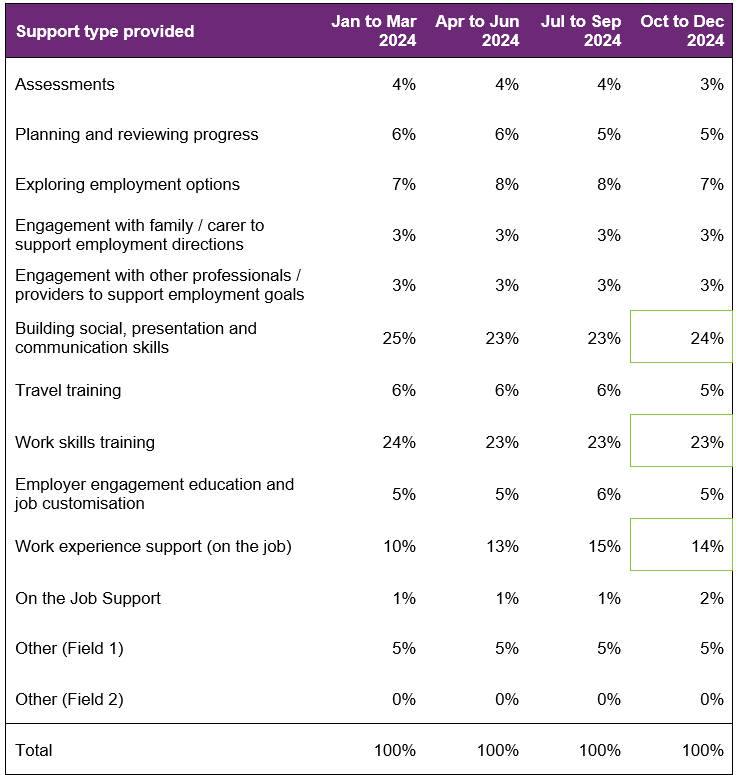 Support type provided Jan to Mar 2024 Apr to Jun 2024 Jul to Sep 2024 Oct to Dec 2024
Assessments 4% 4% 4% 3%
Planning and reviewing progress 6% 6% 5% 5%
Exploring employment options 7% 8% 8% 7%
Engagement with family / carer to
support employment directions 3% 3% 3% 3%
Engagement with other professionals /
providers to support employment goals 3% 3% 3% 3%
Building social, presentation and
communication skills 25% 23% 23% 24%
Travel training 6% 6% 6% 5%
Work skills training 24% 23% 23% 23%
Employer engagement education and
job customisation 5% 5% 6% 5%
Work experience support (on the job) 10% 13% 15% 14%
On the Job Support 1% 1% 1% 2%
Other (Field 1) 5% 5% 5% 5%
Other (Field 2) 0% 0% 0% 0%
Total 100% 100% 100% 100%